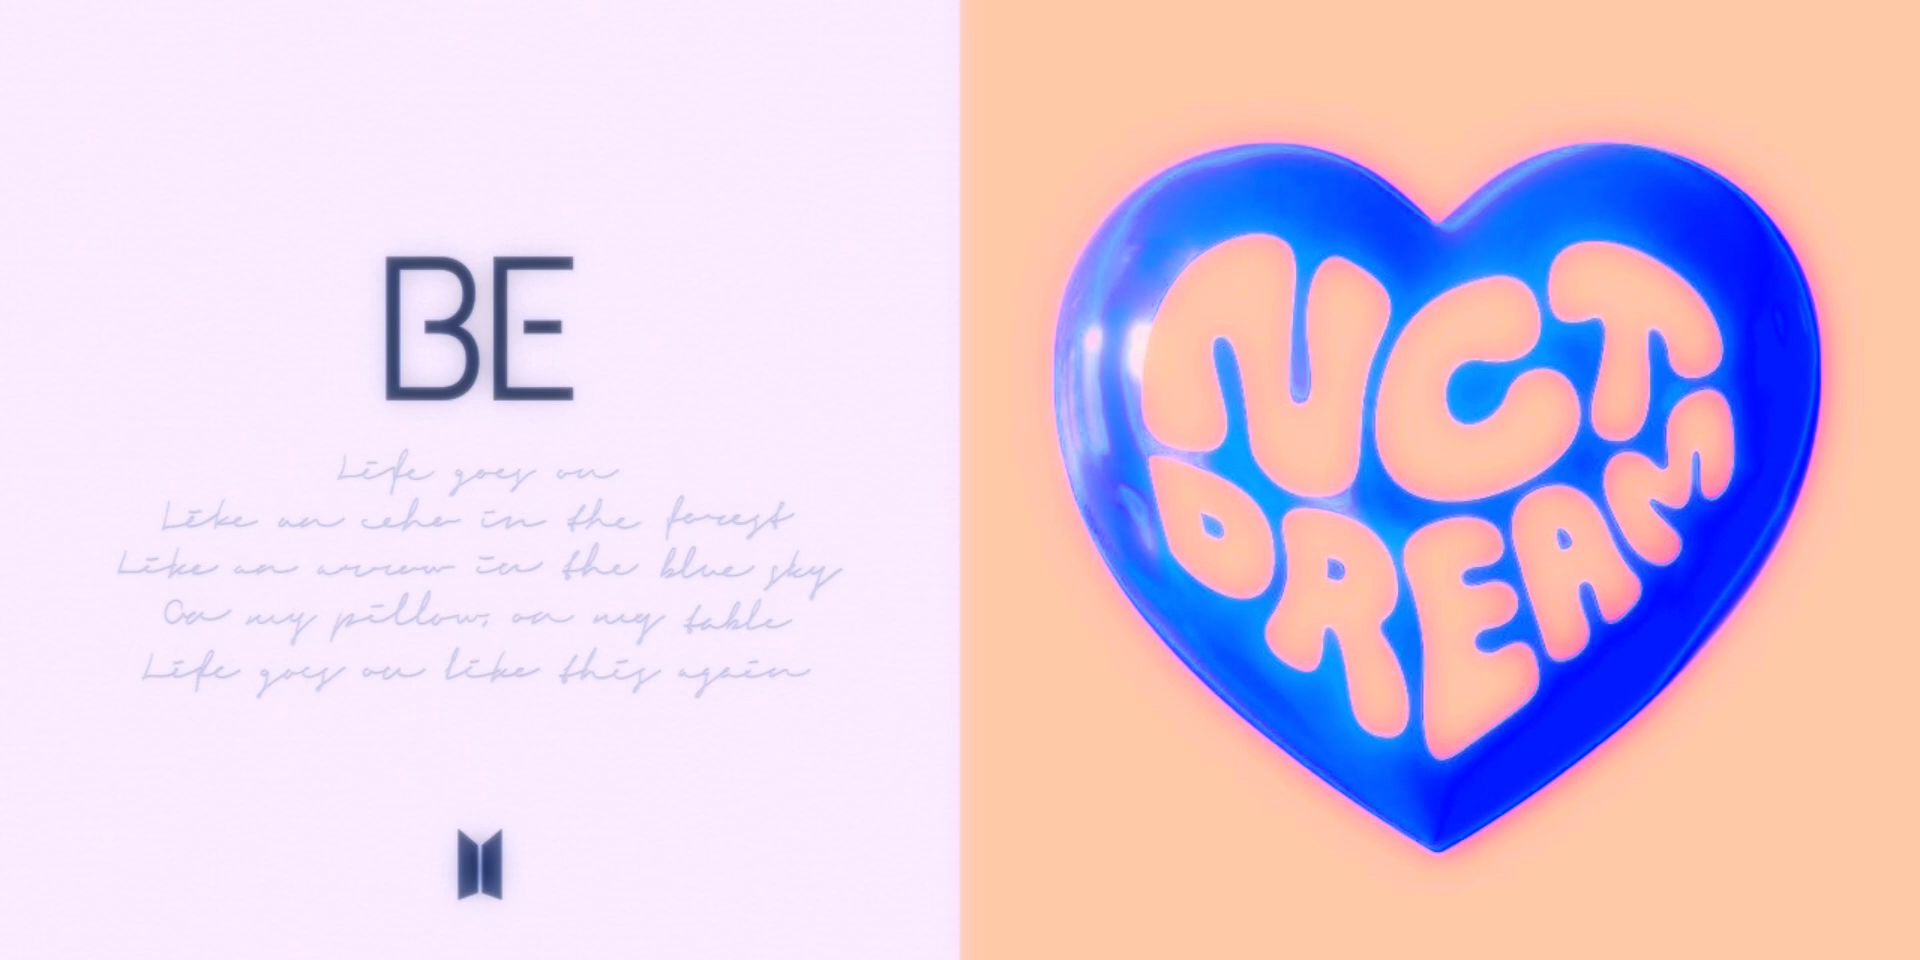 BE
Life goes on
Like an echo in the forest
Like an arrow in the blue sky
On my pillow, on my table
Life goes on like this again
NCT
DREAM